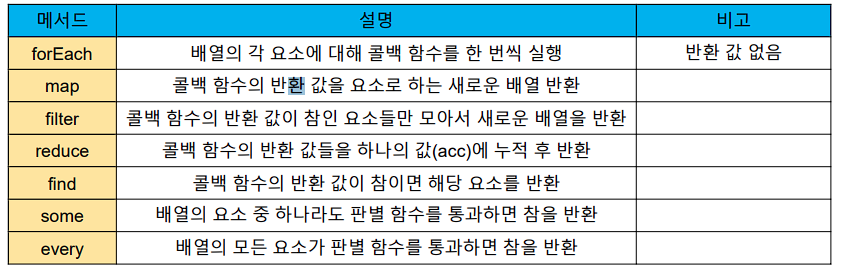 메서드 설명 비고
forEach 배열의 각 요소에 대해 콜백 함수를 한 번씩 실행 반환 값 없음
map 콜백 함수의 반환 값을 요소로 하는 새로운 배열 반환
filter 콜백 함수의 반환 값이 참인 요소들만 모아서 새로운 배열을 반환
reduce 콜백 함수의 반환 값들을 하나의 값(acc)에 누적 후 반환
find 콜백 함수의 반환 값이 참이면 해당 요소를 반환
some 배열의 요소 중 하나라도 판별 함수를 통과하면 참을 반환
every 배열의 모든 요소가 판별 함수를 통과하면 참을 반환